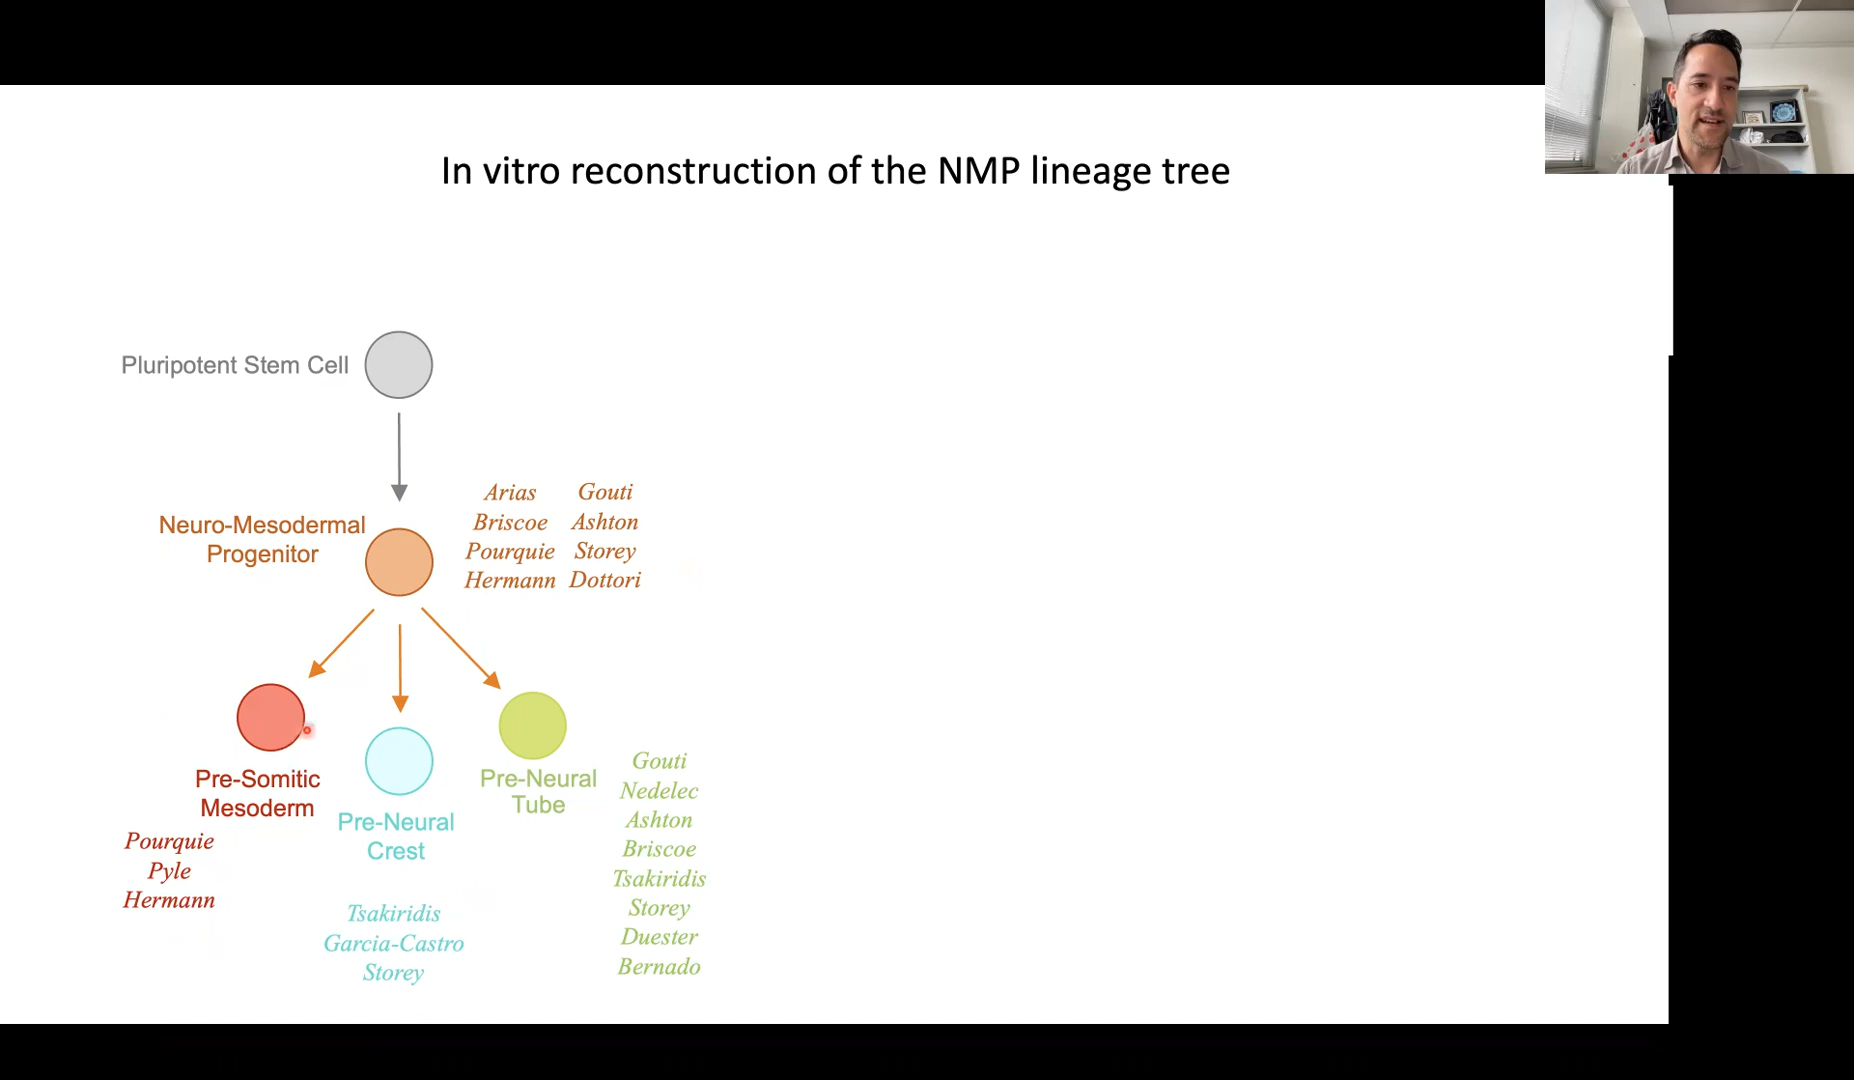 In vitro reconstruction of the NMP lineage tree
Pluripotent Stem Cell
Neuro-Mesodermal
Progenitor
Arias Gouti
Briscoe Ashton
Pourquie Storey
Hermann Dottori
Pre-Somitic
Mesoderm
Pourquie
Pyle
Hermann
Pre-Neural
Crest
Tsakiridis
Garcia-Castro
Storey
Pre-Neural
Tube
Gouti
Nedelec
Ashton
Briscoe
Tsakiridis
Storey
Duester
Bernado